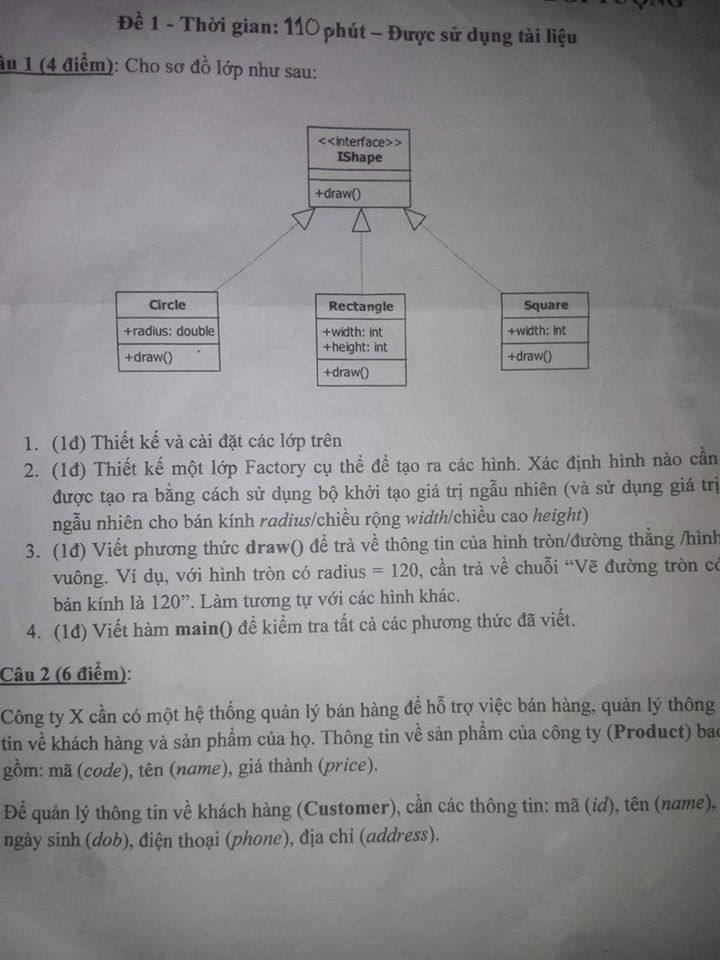 Đề 1 - Thời gian: 110 phút – Được sử dụng tài liệu
âu 1 (4 điểm): Cho sơ đồ lớp như sau:
<<interface>>
IShape
+draw()
Circle
+radius: double
+draw()
Rectangle
+width: int
+height: int
+draw()
Square
+width: int
+draw()
1. (1đ) Thiết kế và cài đặt các lớp trên
2. (1đ) Thiết kế một lớp Factory cụ thể để tạo ra các hình. Xác định hình nào cần
được tạo ra bằng cách sử dụng bộ khởi tạo giá trị ngẫu nhiên (và sử dụng giá trị
ngẫu nhiên cho bán kính radius/chiều rộng width/chiều cao height)
3. (1đ) Viết phương thức draw() để trả về thông tin của hình tròn/đường thẳng /hình
vuông. Ví dụ, với hình tròn có radius = 120, cần trả về chuỗi “Vẽ đường tròn có
bán kính là 120”. Làm tương tự với các hình khác.
4. (1đ) Viết hàm main() để kiểm tra tất cả các phương thức đã viết.
Câu 2 (6 điểm):
Công ty X cần có một hệ thống quản lý bán hàng để hỗ trợ việc bán hàng, quản lý thông
tin về khách hàng và sản phẩm của họ. Thông tin về sản phẩm của công ty (Product) bao
gồm: mã (code), tên (name), giá thành (price).
Để quản lý thông tin về khách hàng (Customer), cần các thông tin: mã (id), tên (name),
ngày sinh (dob), điện thoại (phone), địa chỉ (address).